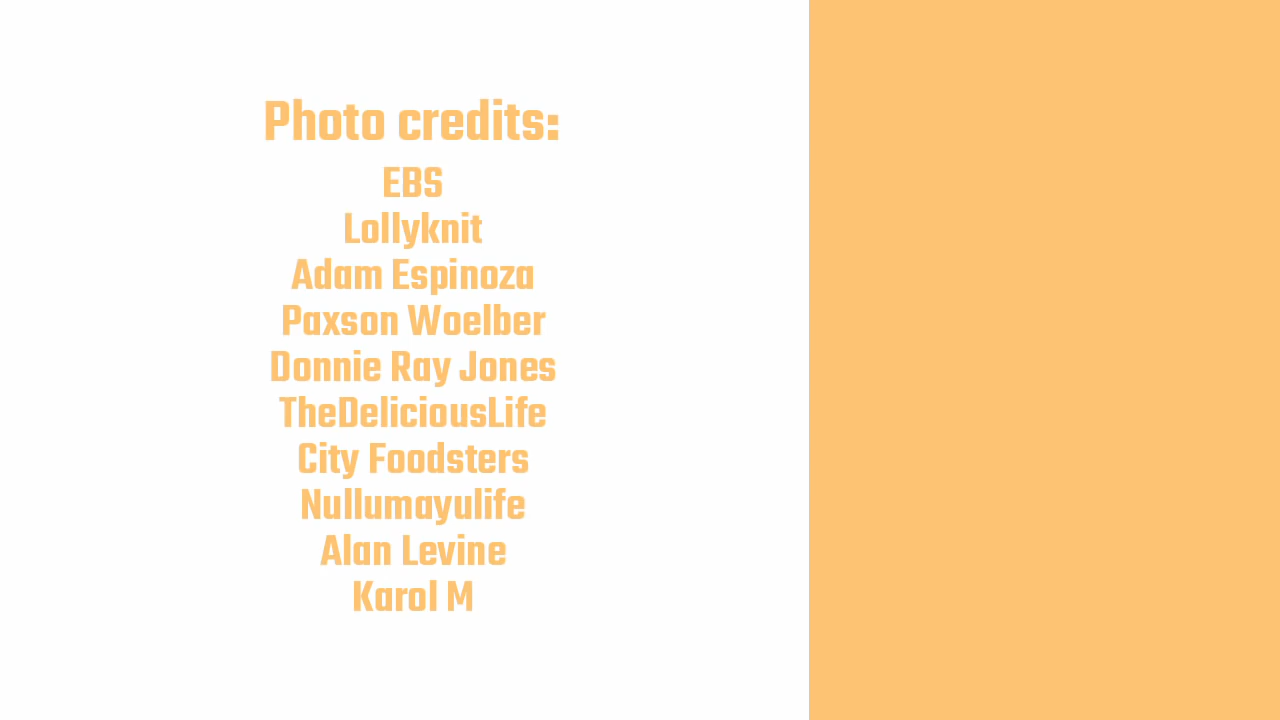 Photo credits:
EBS
Lollyknit
Adam Espinoza
Paxson Woelber
Donnie Ray Jones
TheDeliciousLife
City Foodsters
Nullumayulife
Alan Levine
Karol M